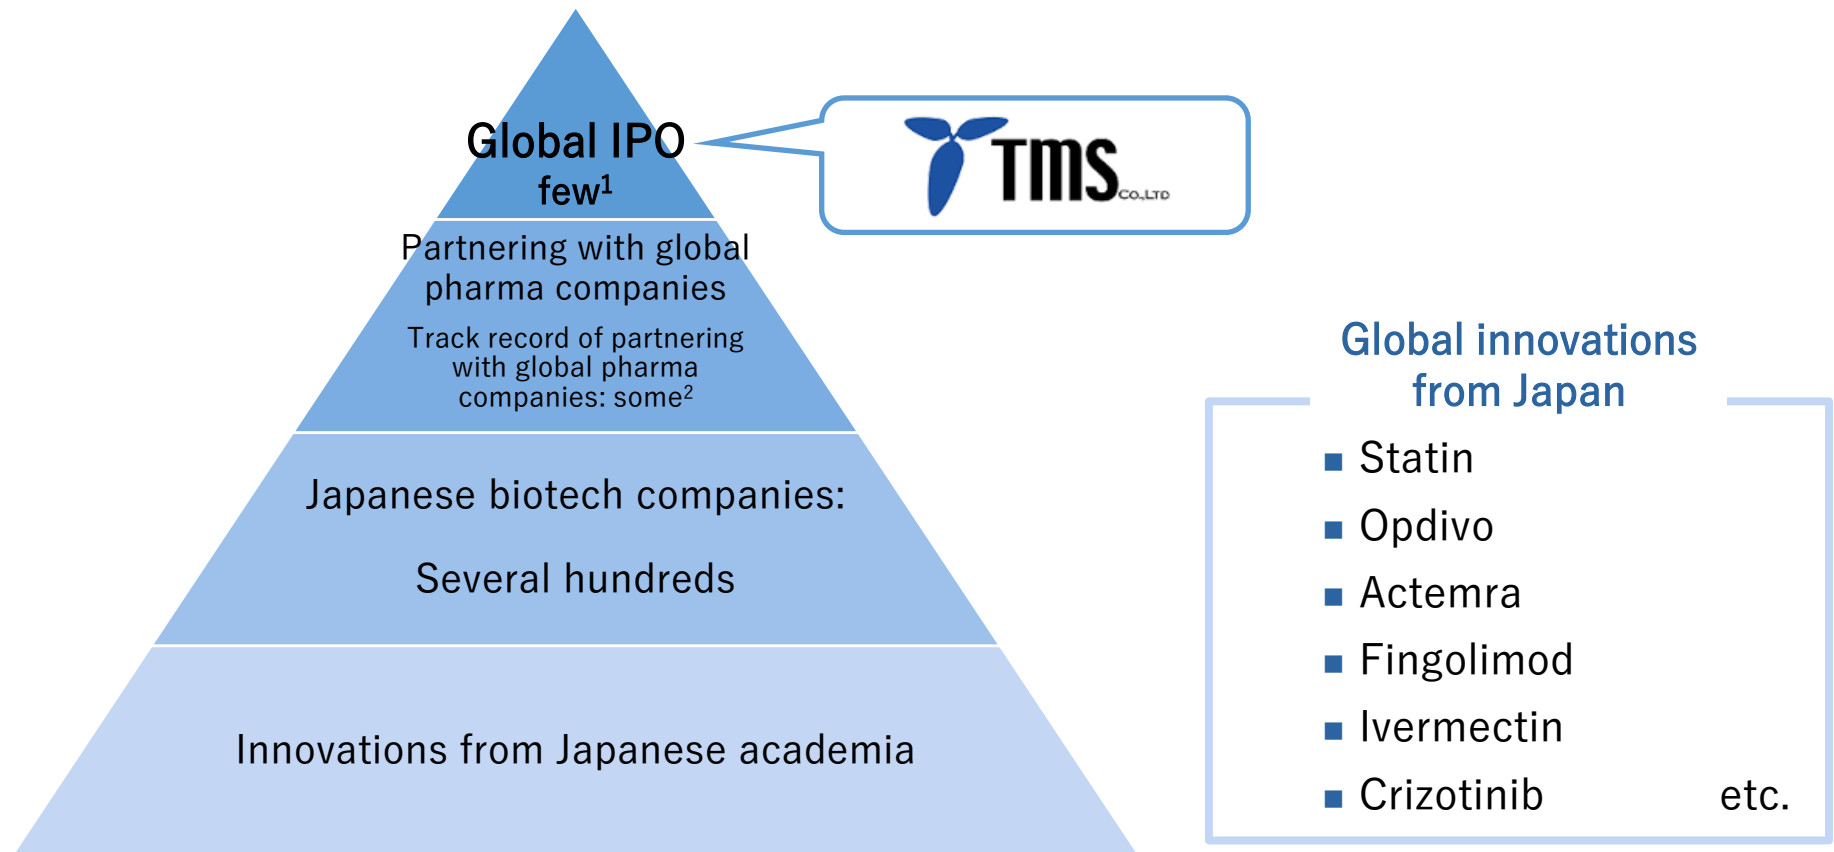 Global IPO
few¹
TMS
CO.,LTD
Partnering with global
pharma companies
Track record of partnering
with global pharma
companies: some²
Japanese biotech companies:
Several hundreds
Innovations from Japanese academia
Global innovations
from Japan
■ Statin
■ Opdivo
■ Actemra
■ Fingolimod
■ Ivermectin
■ Crizotinib etc.